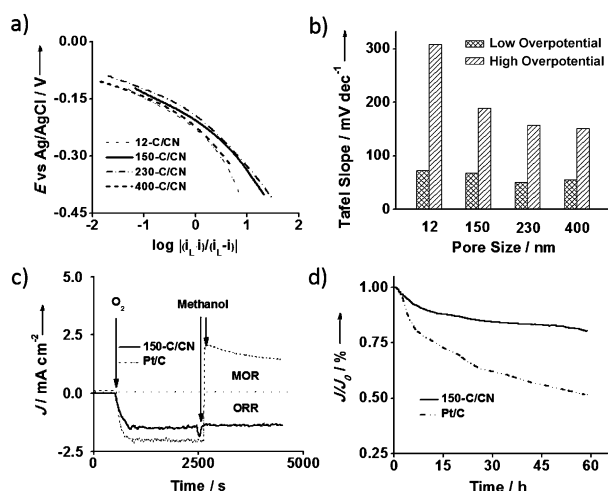 a)
0.00
-0.15
-0.30
-0.45
E vs Ag/AgCl / V
12-C/CN
150-C/CN
230-C/CN
400-C/CN
-2 -1 0 1 2
log |(i_L·i)/(i_L-i)|
b)
300
200
100
50
0
Tafel Slope / mV dec⁻¹
Low Overpotential
High Overpotential
12 150 230 400
Pore Size / nm
c)
5.0
2.5
0.0
-2.5
J / mA cm⁻²
O₂
Methanol
150-C/CN
Pt/C
MOR
ORR
0 2500 5000
Time / s
d)
1.00
0.75
0.50
0.25
J/J₀ / %
150-C/CN
Pt/C
0 15 30 45 60
Time / h